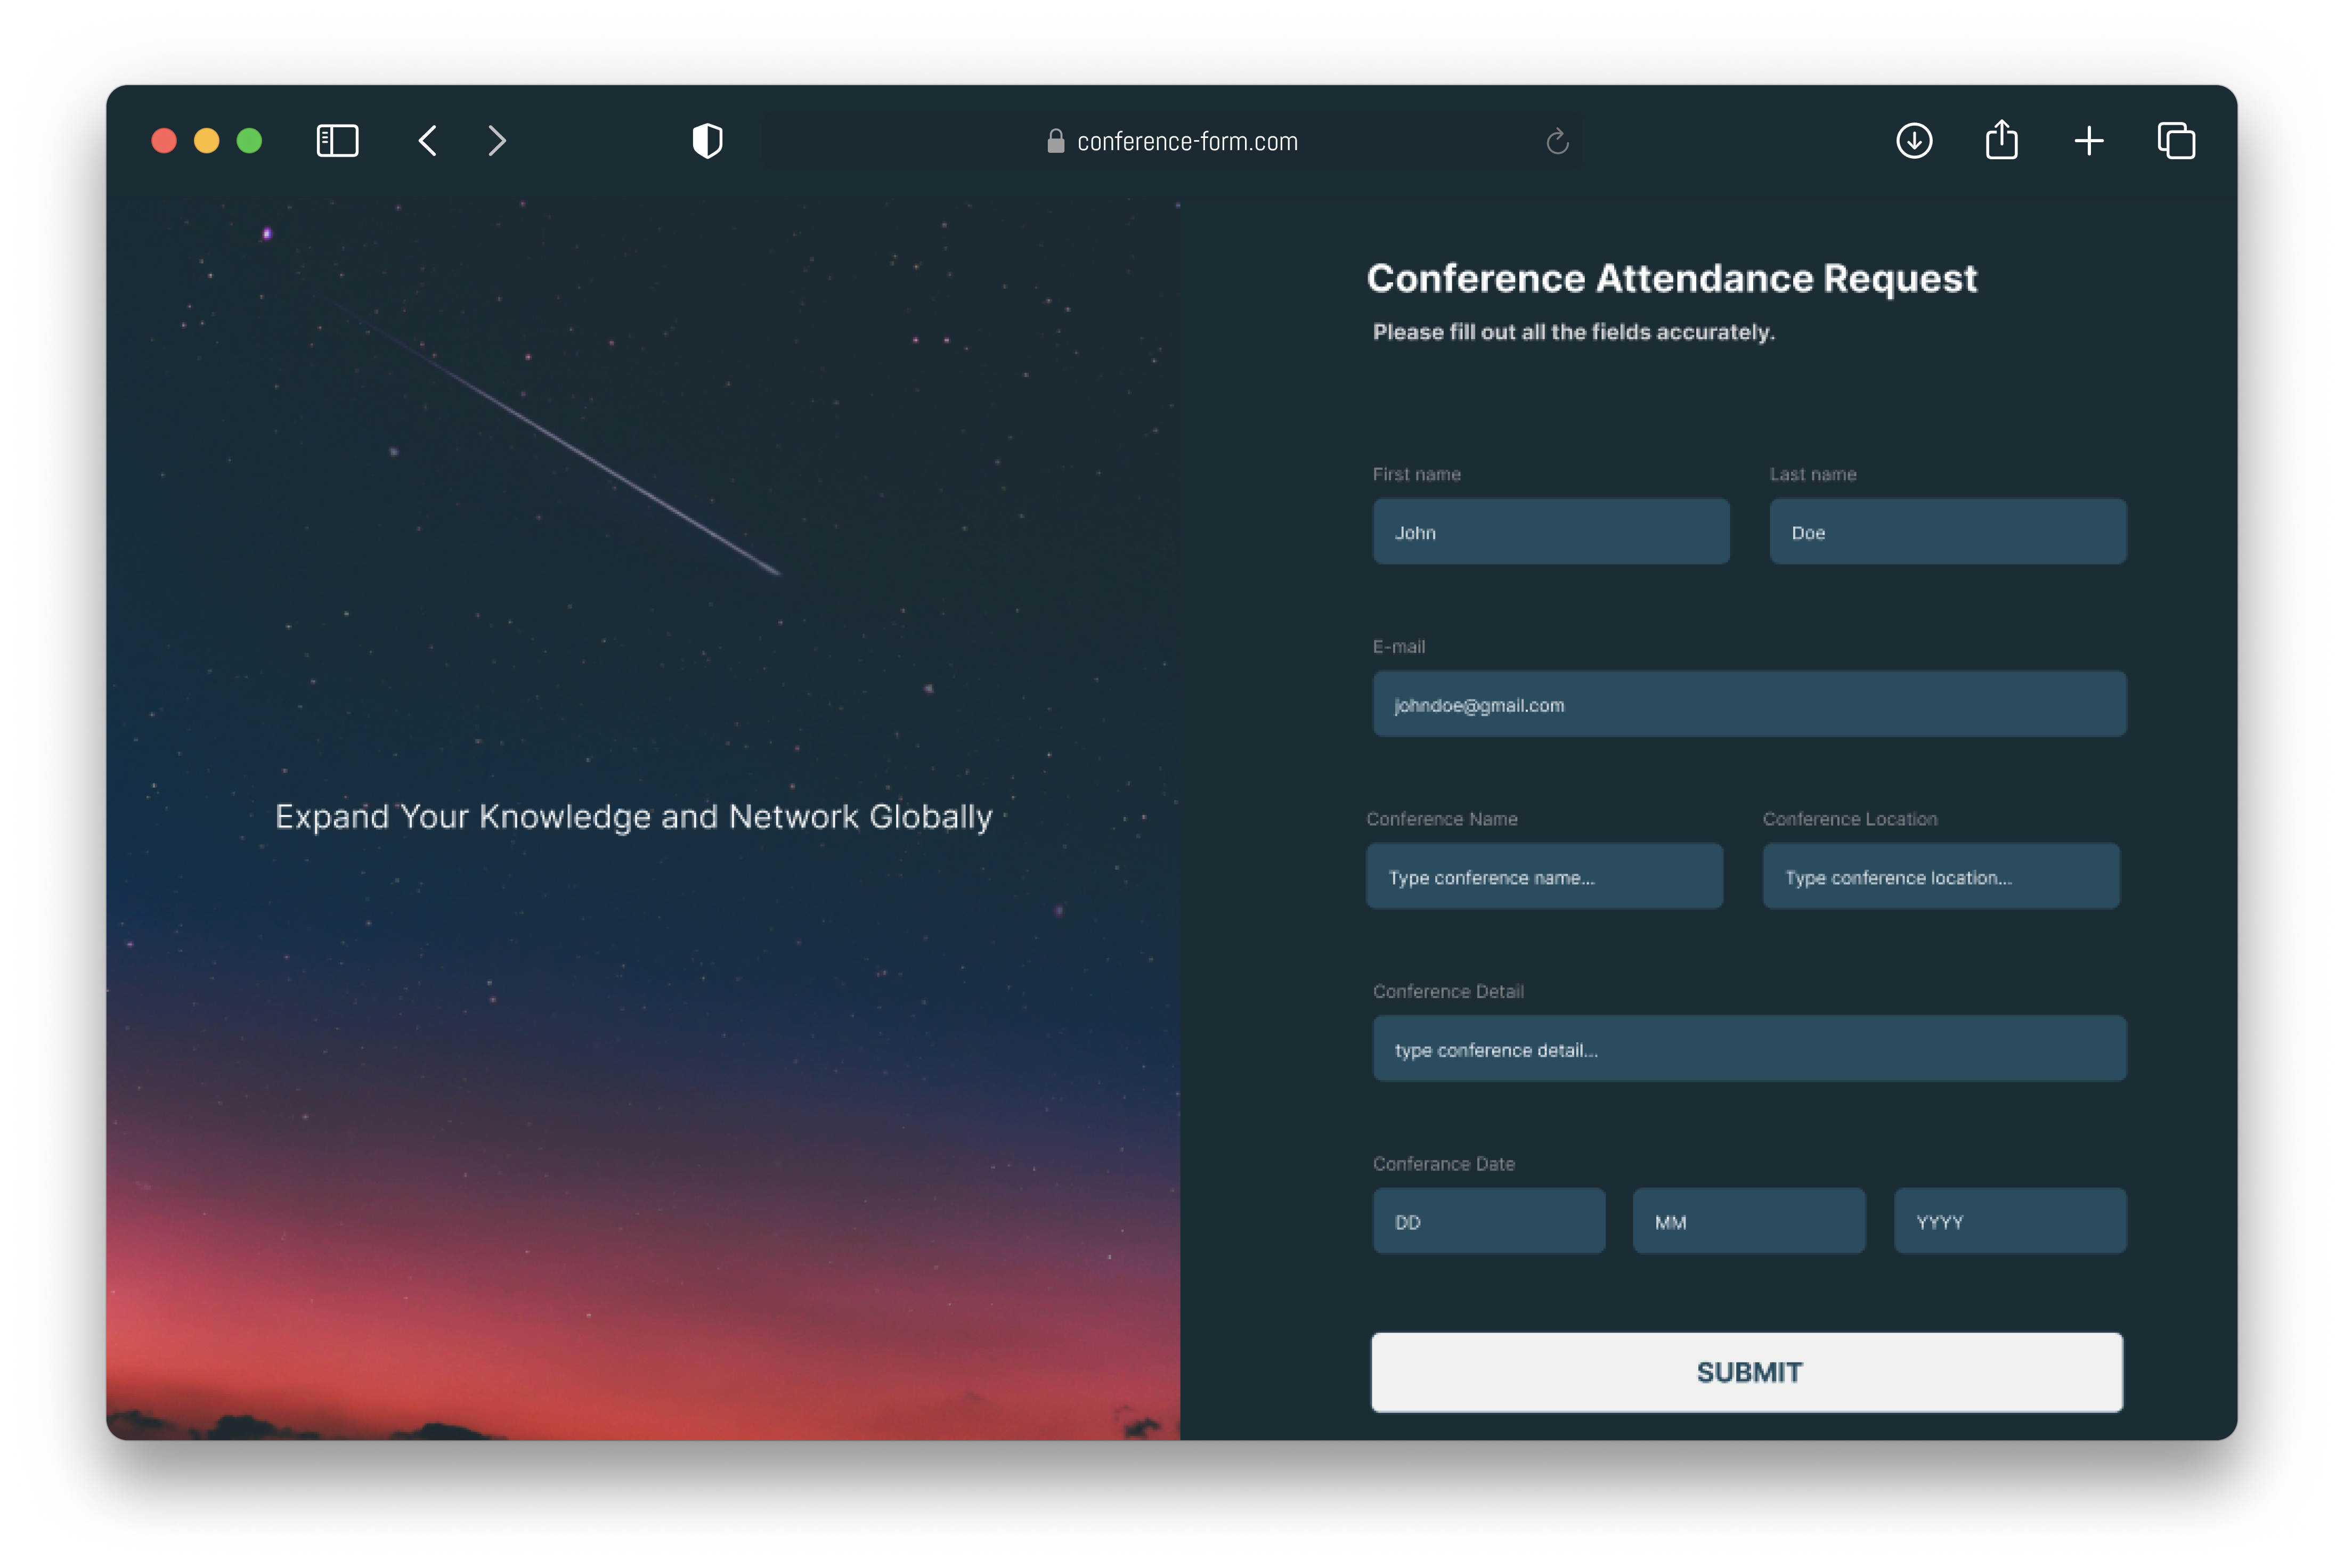 conference-form.com
Expand Your Knowledge and Network Globally
Conference Attendance Request
Please fill out all the fields accurately.
First name
Last name
John
Doe
E-mail
johndoe@gmail.com
Conference Name
Conference Location
Type conference name...
Type conference location...
Conference Detail
type conference detail...
Conferance Date
DD
MM
YYYY
SUBMIT